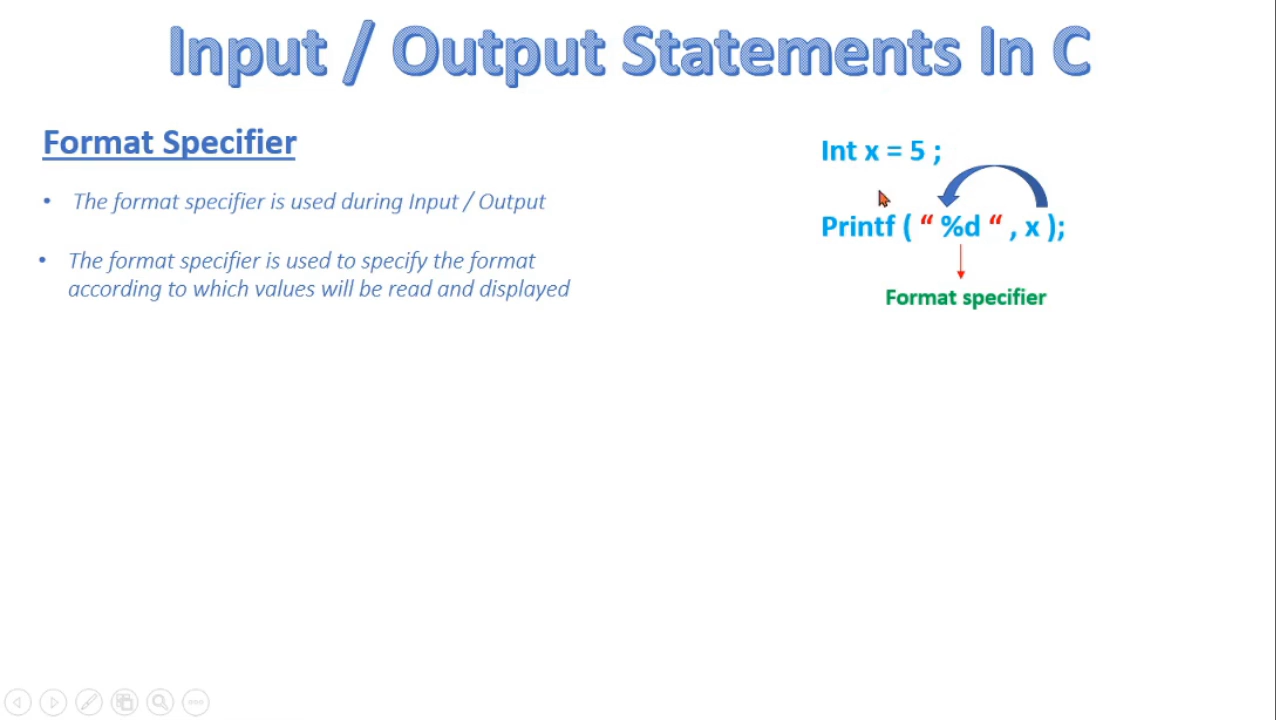 Input / Output Statements In C
Format Specifier
• The format specifier is used during Input / Output
• The format specifier is used to specify the format
according to which values will be read and displayed
Int x = 5 ;
Printf ( “ %d “ , x );
Format specifier